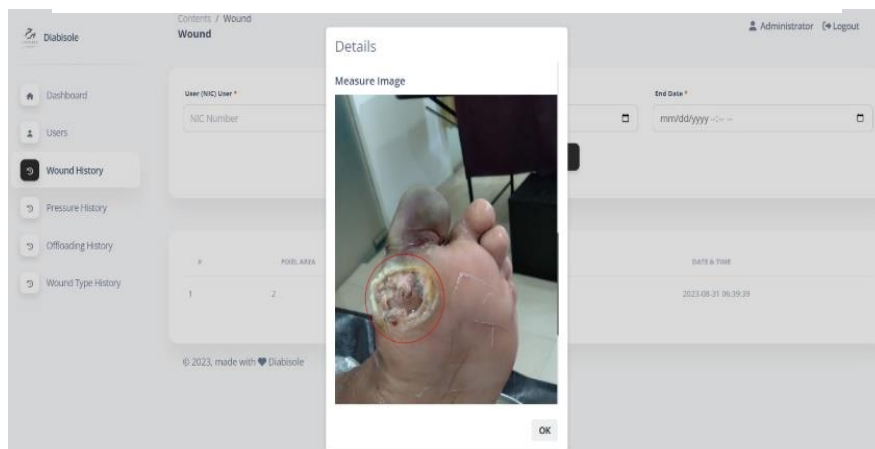 Diabisole
Contents / Wound
Wound
Administrator
Logout
Dashboard
Users
Wound History
Pressure History
Offloading History
Wound Type History
User (NIC) User *
NIC Number
End Date *
mm/dd/yyyy --:-- --
Details
Measure Image
OK
#
PIXEL AREA
DATE & TIME
1
2
2023-08-31 06:39:39
© 2023, made with ♥ Diabisole